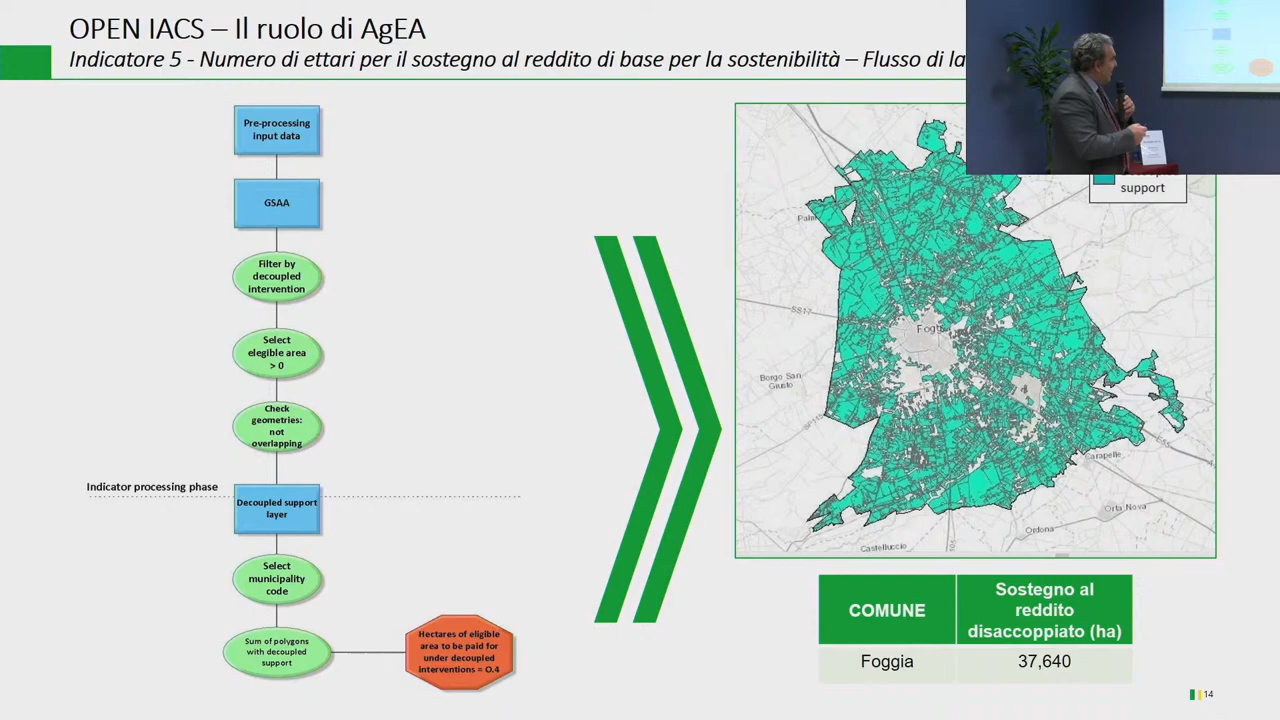 OPEN IACS – Il ruolo di AgEA
Indicatore 5 - Numero di ettari per il sostegno al reddito di base per la sostenibilità – Flusso di la
Pre-processing
input data
GSAA
Filter by
decoupled
intervention
Select
elegible area
> 0
Check
geometries:
not
overlapping
Indicator processing phase
Decoupled support
layer
Select
municipality
code
Sum of polygons
with decoupled
support
Hectares of eligible
area to be paid for
under decoupled
interventions = O.4
support
SS17
Borgo San
Giusto
Carapelle
Orta Nova
Ordona
Castelluccio
COMUNE
Sostegno al
reddito
disaccoppiato (ha)
Foggia
37,640
14